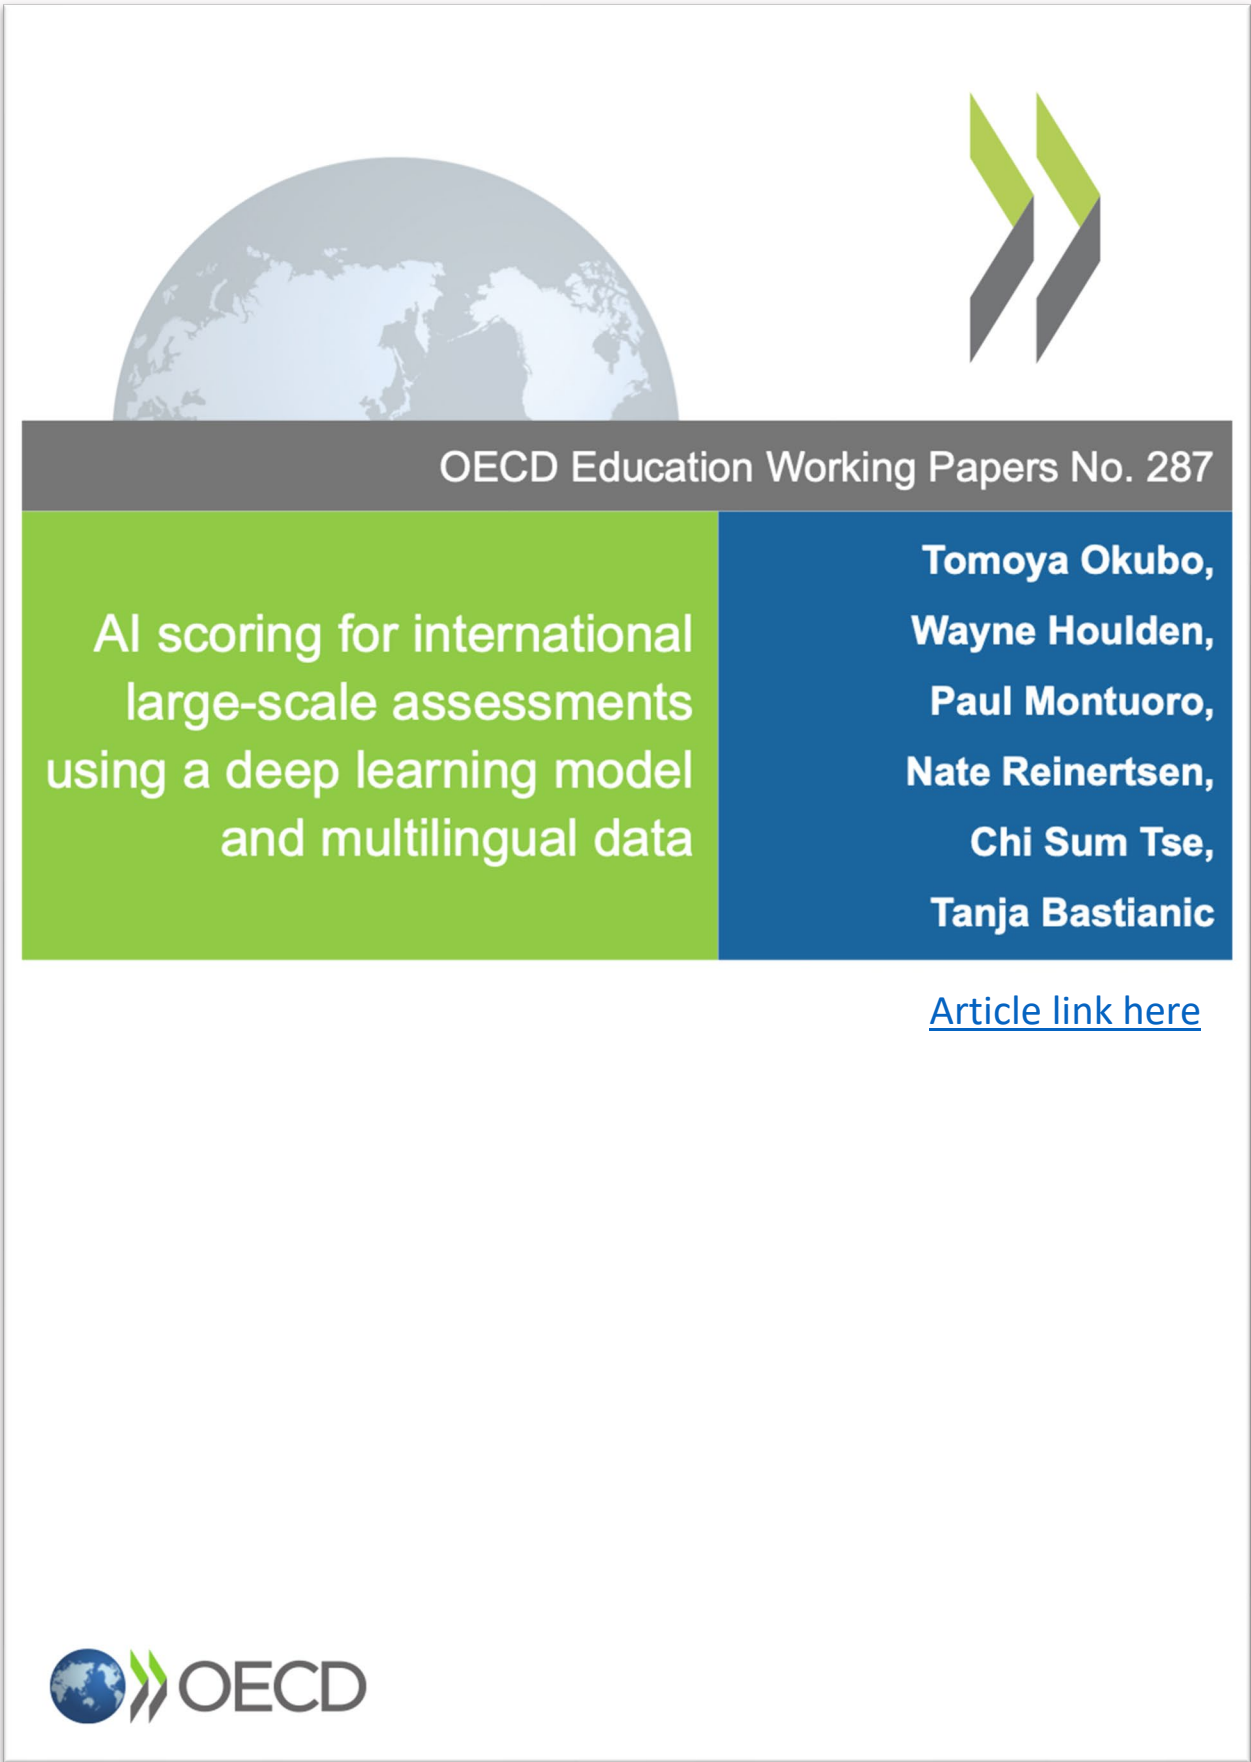 OECD Education Working Papers No. 287
AI scoring for international
large-scale assessments
using a deep learning model
and multilingual data
Tomoya Okubo,
Wayne Houlden,
Paul Montuoro,
Nate Reinertsen,
Chi Sum Tse,
Tanja Bastianic
Article link here
OECD